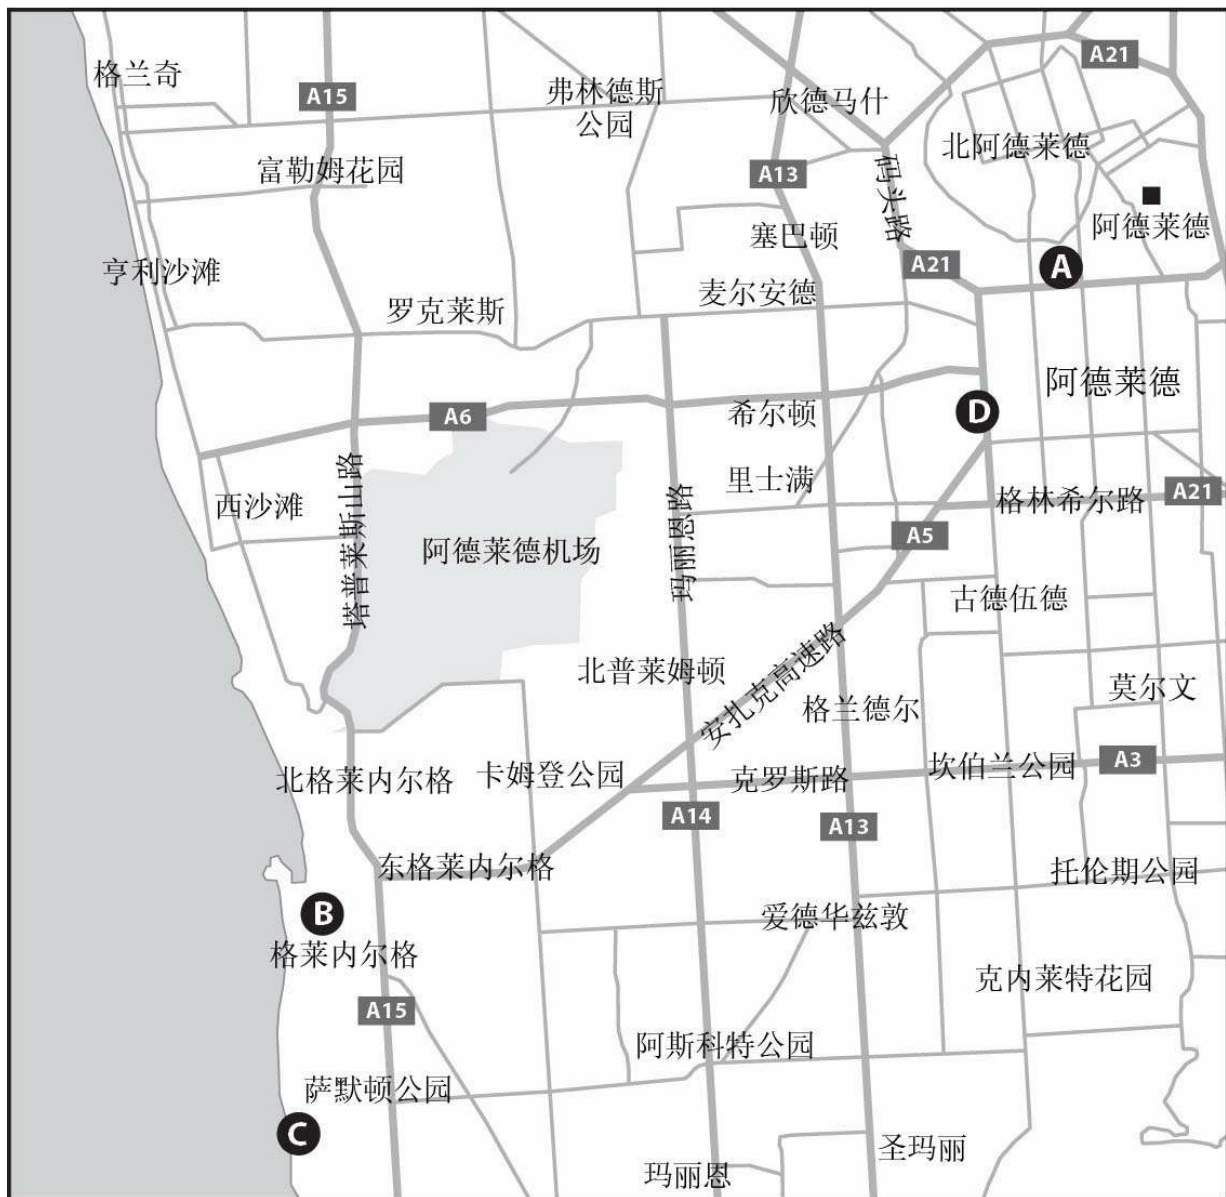 A21
格兰奇
A15
弗林德斯
公园
欣德马什
北阿德莱德
富勒姆花园
A13
码头路
阿德莱德
塞巴顿
亨利沙滩
A21
A
麦尔安德
罗克莱斯
阿德莱德
A6
希尔顿
D
塔普莱斯山路
里士满
玛丽恩路
西沙滩
格林希尔路
A21
A5
阿德莱德机场
古德伍德
北普莱姆顿
安扎克高速路
格兰德尔
莫尔文
北格莱内尔格
卡姆登公园
克罗斯路
坎伯兰公园
A3
A14
A13
东格莱内尔格
托伦期公园
B
爱德华兹敦
格莱内尔格
克内莱特花园
A15
阿斯科特公园
萨默顿公园
C
圣玛丽
玛丽恩